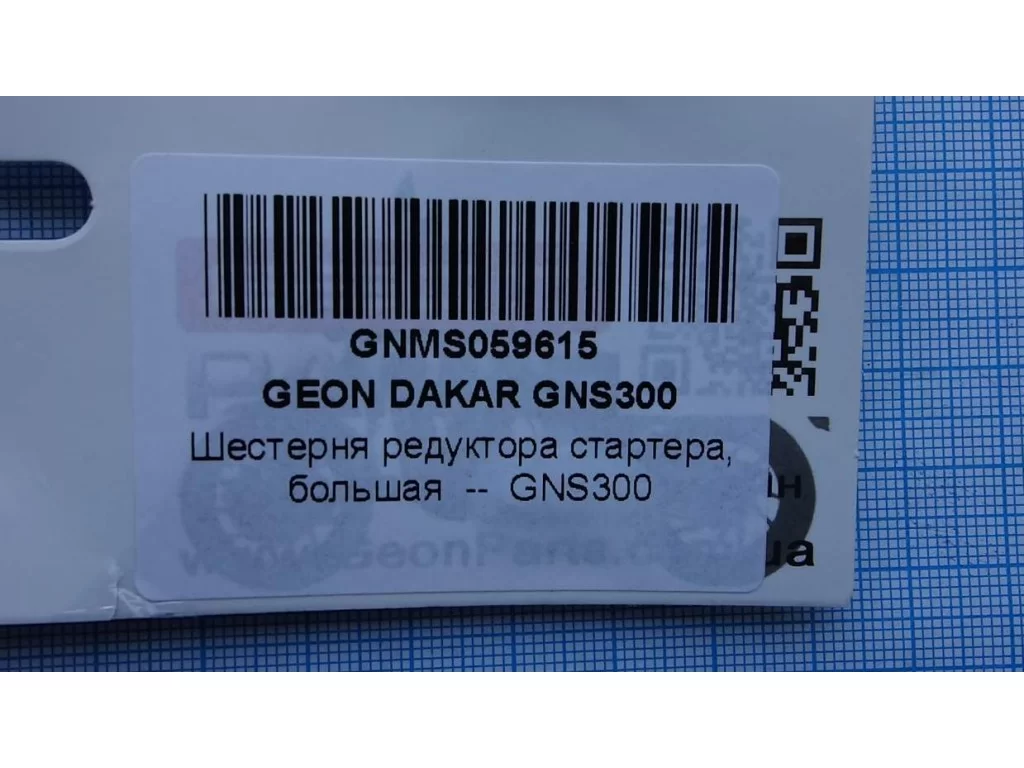 GNMS059615
GEON DAKAR GNS300
Шестерня редуктора стартера,
большая -- GNS300